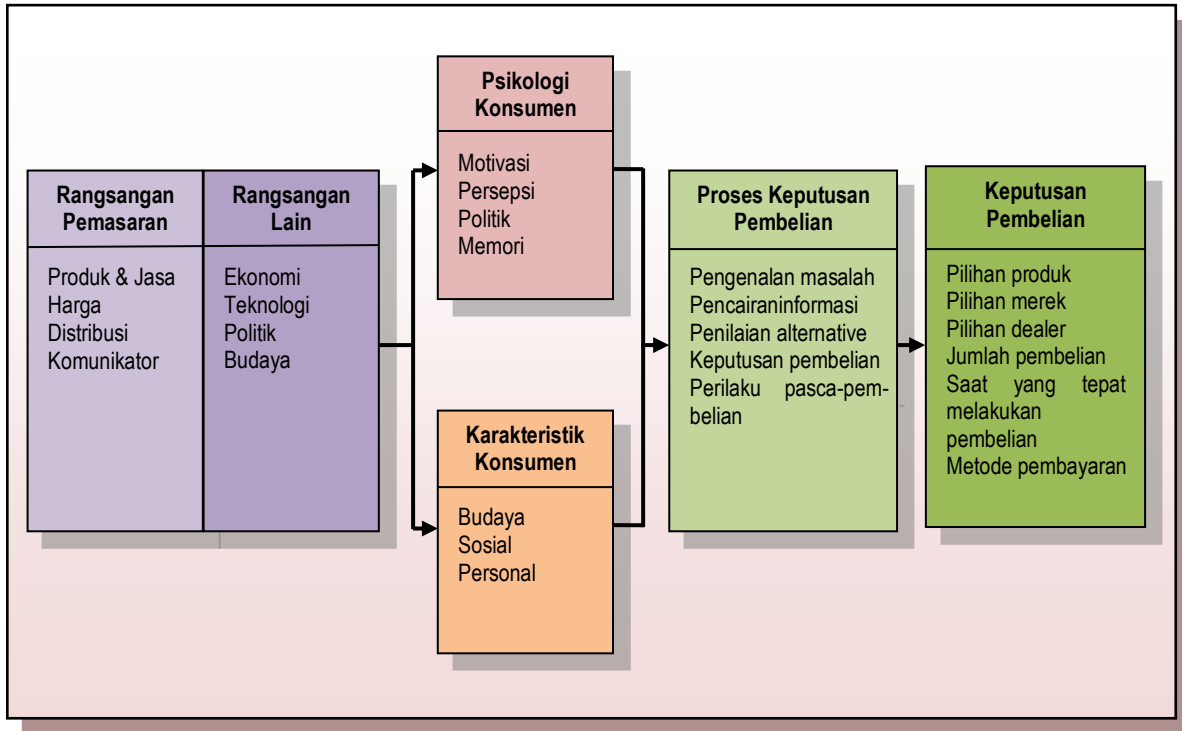 Rangsangan
Pemasaran
Produk & Jasa
Harga
Distribusi
Komunikator
Rangsangan
Lain
Ekonomi
Teknologi
Politik
Budaya
Psikologi
Konsumen
Motivasi
Persepsi
Politik
Memori
Karakteristik
Konsumen
Budaya
Sosial
Personal
Proses Keputusan
Pembelian
Pengenalan masalah
Pencairaninformasi
Penilaian alternative
Keputusan pembelian
Perilaku pasca-pem-
belian
Keputusan
Pembelian
Pilihan produk
Pilihan merek
Pilihan dealer
Jumlah pembelian
Saat yang tepat
melakukan
pembelian
Metode pembayaran